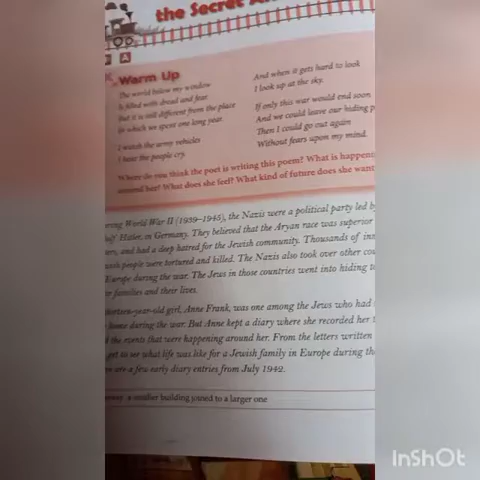 the Secret
A
Warm Up
The world below my window
Is filled with dread and fear
But it is still different from the place
In which we spent one long year.
I watch the army vehicles
I hear the people cry.
And when it gets hard to look
I look up at the sky.
If only this war would end soon
And we could leave our hiding p
Then I could go out again
Without fears upon my mind.
Where do you think the poet is writing this poem? What is happen
around her? What does she feel? What kind of future does she want
ring World War II (1939–1945), the Nazis were a political party led b
olf Hitler in Germany. They believed that the Aryan race was superior
ers, and had a deep hatred for the Jewish community. Thousands of inn
wish people were tortured and killed. The Nazis also took over other cou
Europe during the war. The Jews in those countries went into hiding t
ir families and their lives.
hirteen-year-old girl, Anne Frank, was one among the Jews who had
home during the war. But Anne kept a diary where she recorded her t
d the events that were happening around her. From the letters written
get to see what life was like for a Jewish family in Europe during th
re are a few early diary entries from July 1942.
a smaller building joined to a larger one
InShOt